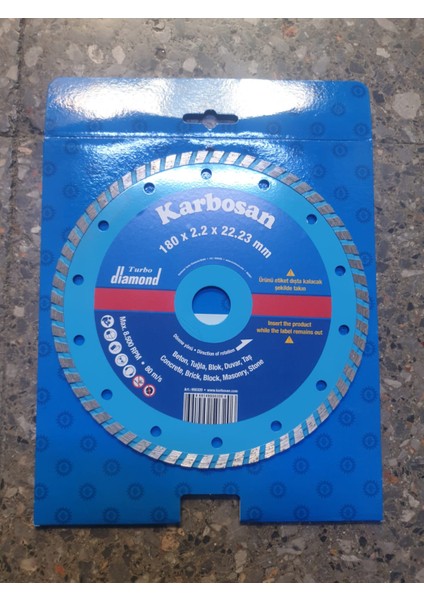 Karbosan
180 x 2.2 x 22.23 mm
Turbo
diamond
Ürünü etiket dışta kalacak
şekilde takın
Insert the product
while the label remains out
Max. 8.500 RPM • 80 m/s
Dönme yönü • Direction of rotation
Beton, Tuğla, Blok, Duvar, Taş
Concrete, Brick, Block, Masonry, Stone